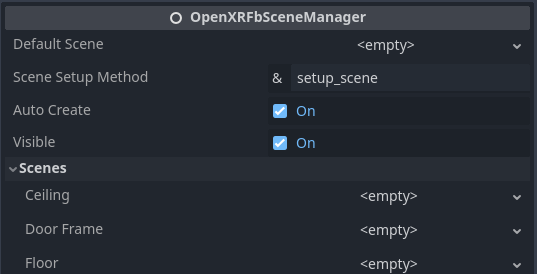 OpenXRFbSceneManager
Default Scene <empty>
Scene Setup Method & setup_scene
Auto Create On
Visible On
Scenes
Ceiling <empty>
Door Frame <empty>
Floor <empty>